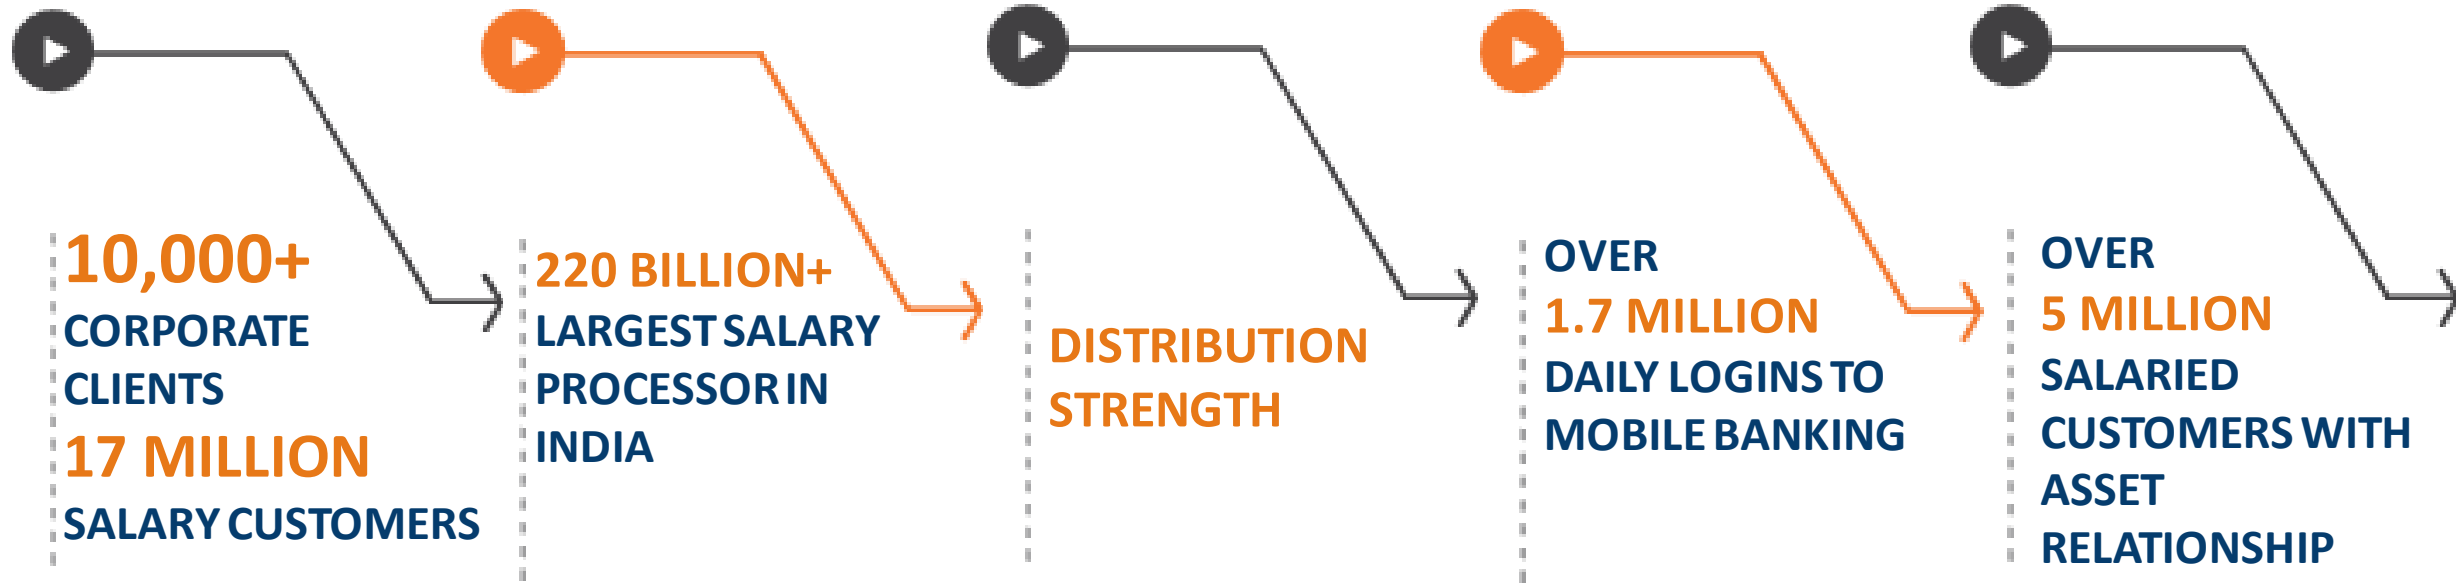 10,000+
CORPORATE
CLIENTS
17 MILLION
SALARY CUSTOMERS
220 BILLION+
LARGEST SALARY
PROCESSOR IN
INDIA
DISTRIBUTION
STRENGTH
OVER
1.7 MILLION
DAILY LOGINS TO
MOBILE BANKING
OVER
5 MILLION
SALARIED
CUSTOMERS WITH
ASSET
RELATIONSHIP